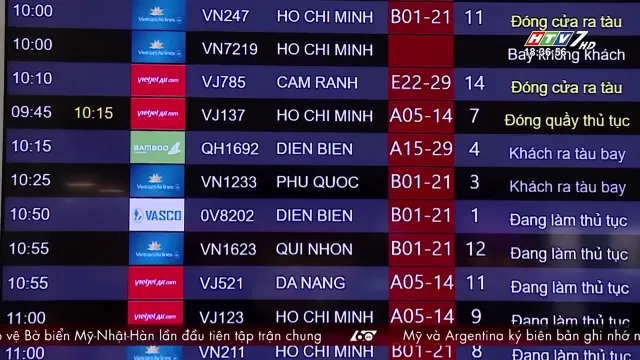 10:00 Vietnam Airlines VN247 HO CHI MINH B01-21 11 Đóng cửa ra tàu
HTV7 HD
18:36:56
10:00 Vietnam Airlines VN7219 HO CHI MINH Bay không khách
10:10 vietjetAir.com VJ785 CAM RANH E22-29 14 Đóng cửa ra tàu
09:45 10:15 vietjetAir.com VJ137 HO CHI MINH A05-14 7 Đóng quầy thủ tục
10:15 BAMBOO QH1692 DIEN BIEN A15-29 4 Khách ra tàu bay
10:25 Vietnam Airlines VN1233 PHU QUOC B01-21 3 Khách ra tàu bay
10:50 VASCO 0V8202 DIEN BIEN B01-21 1 Đang làm thủ tục
10:55 Vietnam Airlines VN1623 QUI NHON B01-21 12 Đang làm thủ tục
10:55 vietjetAir.com VJ521 DA NANG A05-14 11 Đang làm thủ tục
11:00 vietjetAir.com VJ123 HO CHI MINH A05-14 9 Đang làm thủ tục
vệ Bờ biển Mỹ-Nhật-Hàn lần đầu tiên tập trận chung 60 Mỹ và Argentina ký biên bản ghi nhớ
VN211 HO CHI MINH B01-21 8